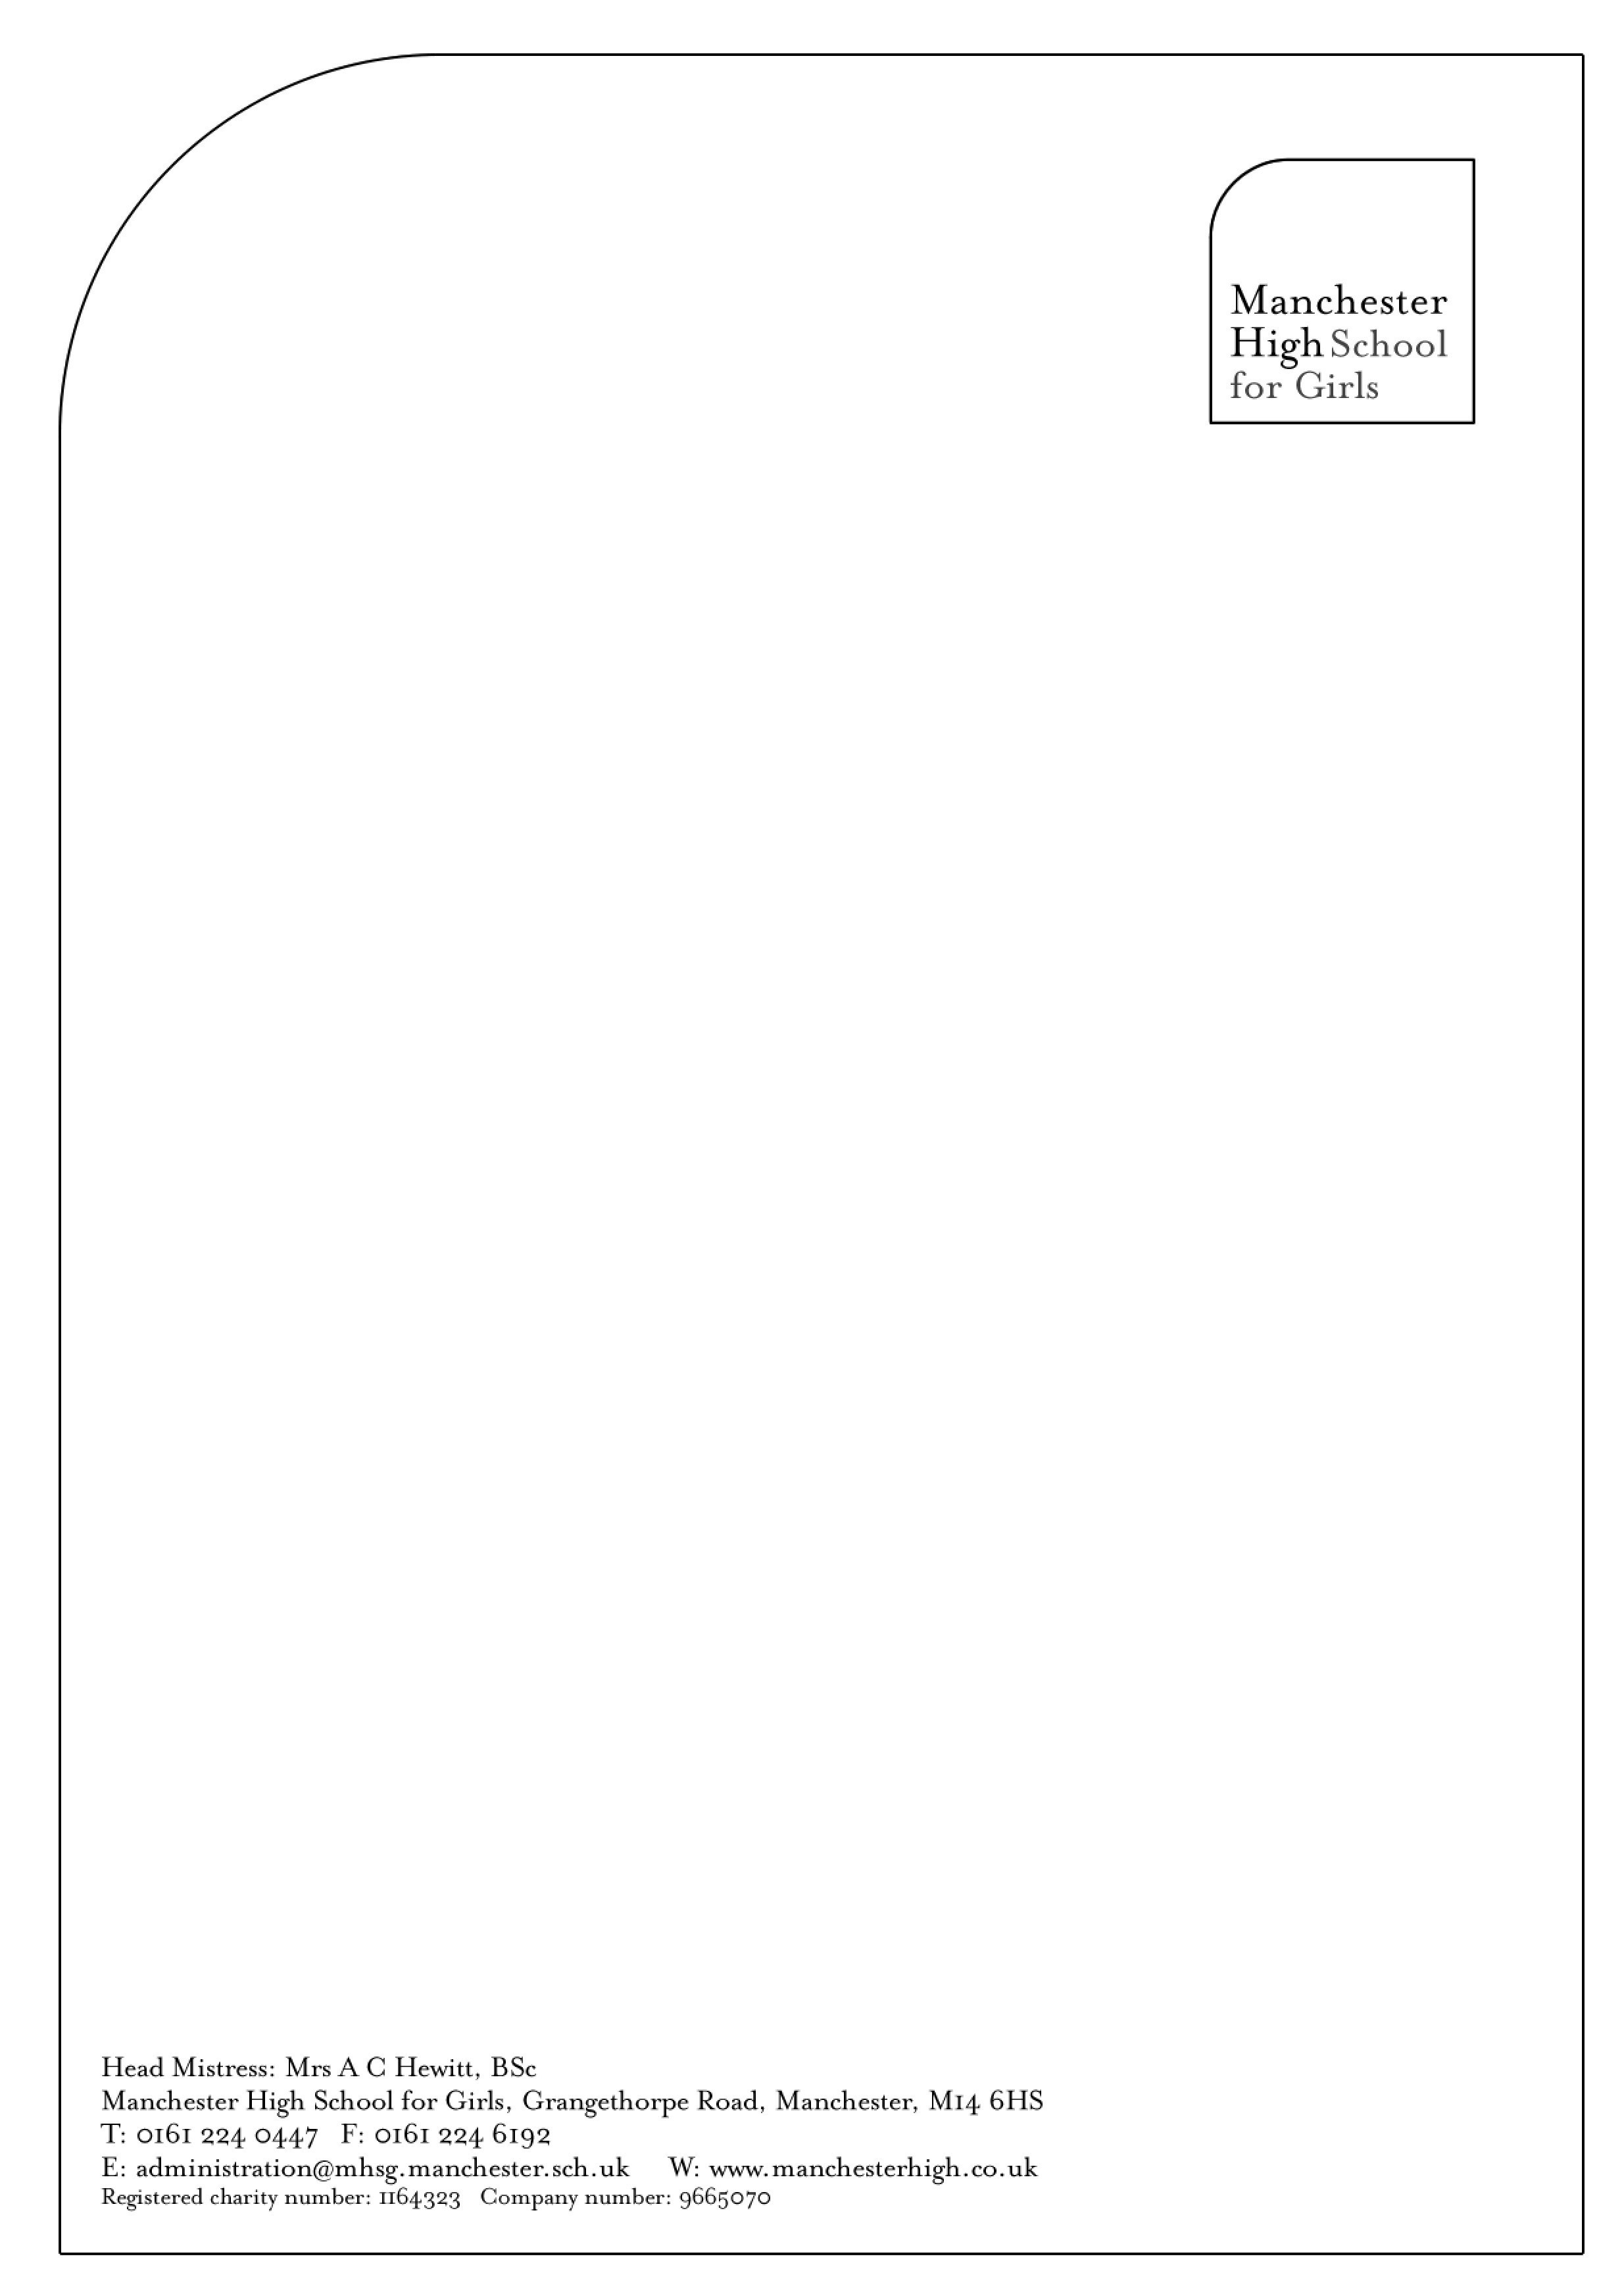 Manchester
High School
for Girls
Head Mistress: Mrs A C Hewitt, BSc
Manchester High School for Girls, Grangethorpe Road, Manchester, M14 6HS
T: 0161 224 0447 F: 0161 224 6192
E: administration@mhsg.manchester.sch.uk W: www.manchesterhigh.co.uk
Registered charity number: 1164323 Company number: 9665070